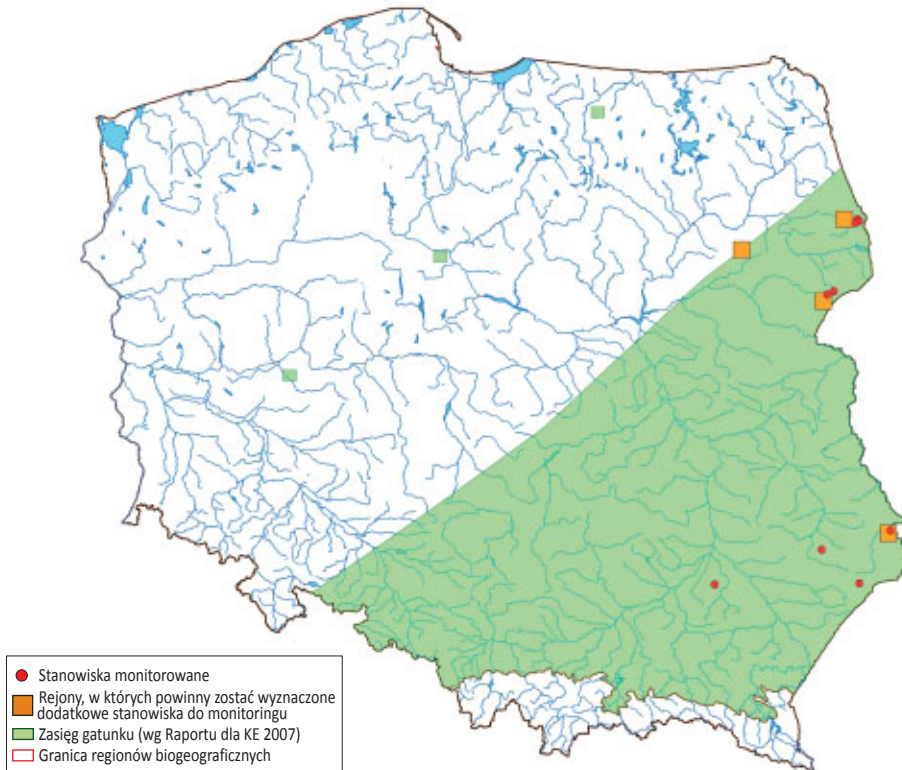 Stanowiska monitorowane
Rejony, w których powinny zostać wyznaczone
dodatkowe stanowiska do monitoringu
Zasięg gatunku (wg Raportu dla KE 2007)
Granica regionów biogeograficznych